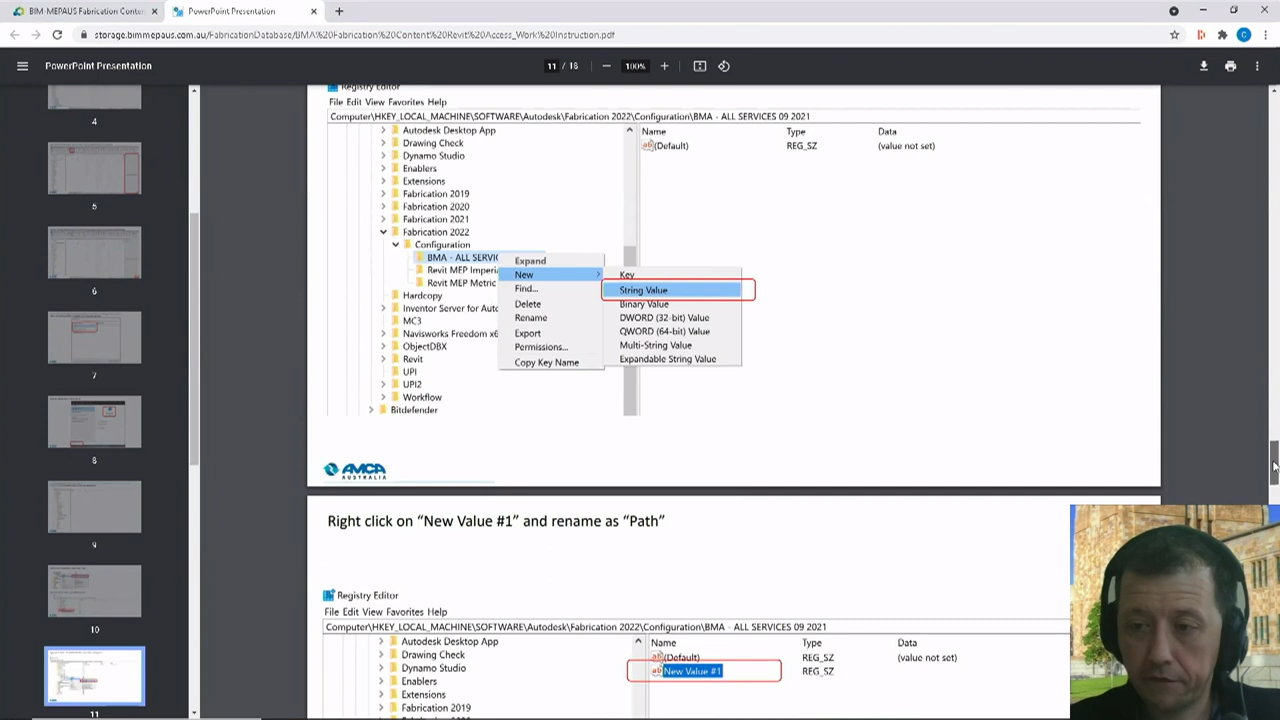 BIM-MEPAUS Fabrication Conten
PowerPoint Presentation
storage.bimmepaus.com.au/FabricationDatabase/BMA%20Fabrication%20Content%20Revit%20Access_Work%20Instruction.pdf
C
PowerPoint Presentation
11 / 18
100%
4
5
6
7
8
9
10
11
Registry Editor
File Edit View Favorites Help
Computer\HKEY_LOCAL_MACHINE\SOFTWARE\Autodesk\Fabrication 2022\Configuration\BMA - ALL SERVICES 09 2021
Autodesk Desktop App
Drawing Check
Dynamo Studio
Enablers
Extensions
Fabrication 2019
Fabrication 2020
Fabrication 2021
Fabrication 2022
Configuration
BMA - ALL SERVIC
Revit MEP Imperia
Revit MEP Metric
Hardcopy
Inventor Server for Auto
MC3
Navisworks Freedom x6
ObjectDBX
Revit
UPI
UPI2
Workflow
Bitdefender
Name Type Data
ab (Default) REG_SZ (value not set)
Expand
New
Find...
Delete
Rename
Export
Permissions...
Copy Key Name
Key
String Value
Binary Value
DWORD (32-bit) Value
QWORD (64-bit) Value
Multi-String Value
Expandable String Value
AMCA
AUSTRALIA
Right click on “New Value #1” and rename as “Path”
Registry Editor
File Edit View Favorites Help
Computer\HKEY_LOCAL_MACHINE\SOFTWARE\Autodesk\Fabrication 2022\Configuration\BMA - ALL SERVICES 09 2021
Autodesk Desktop App
Drawing Check
Dynamo Studio
Enablers
Extensions
Fabrication 2019
Name Type Data
ab (Default) REG_SZ (value not set)
ab New Value #1 REG_SZ